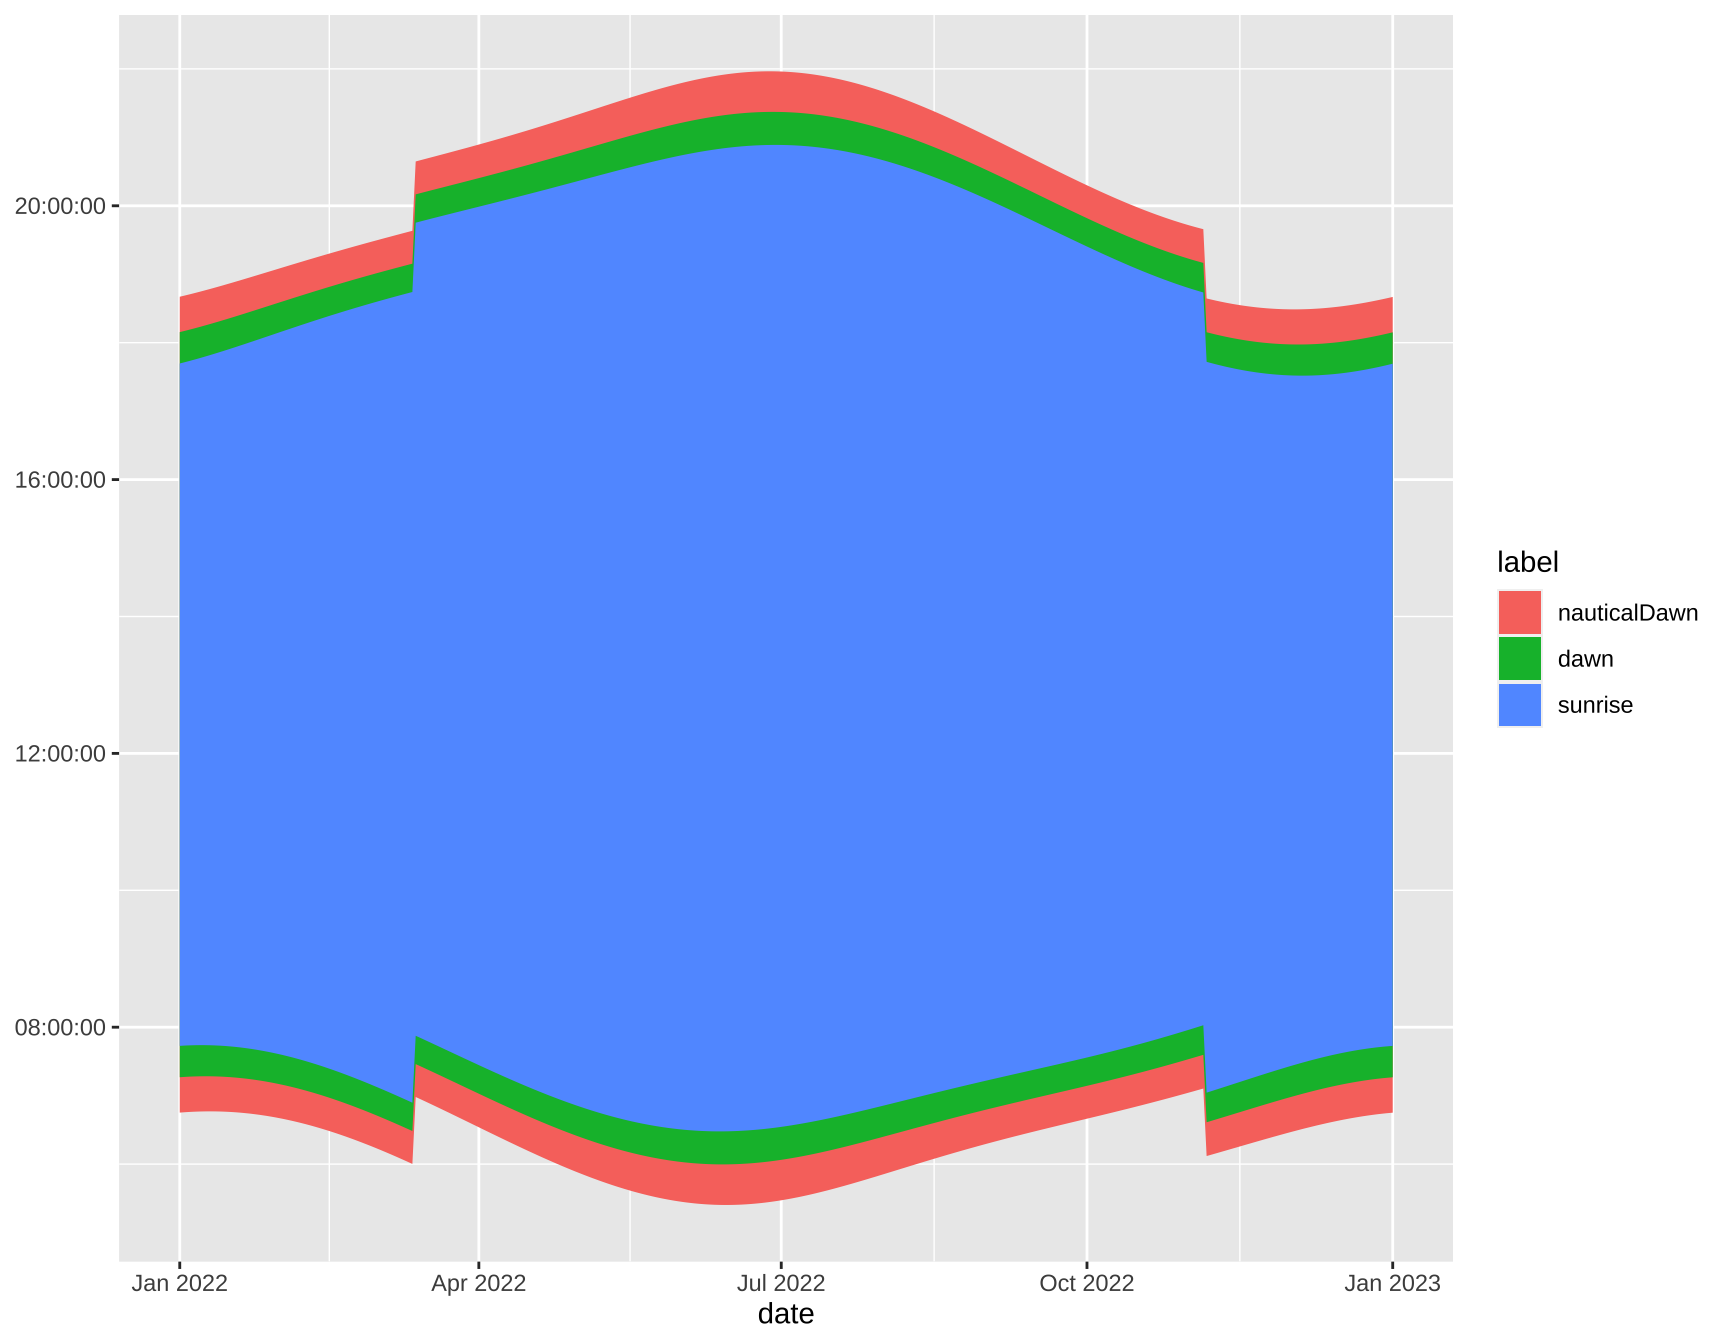 20:00:00
16:00:00
12:00:00
08:00:00
Jan 2022
Apr 2022
Jul 2022
Oct 2022
Jan 2023
date
label
nauticalDawn
dawn
sunrise